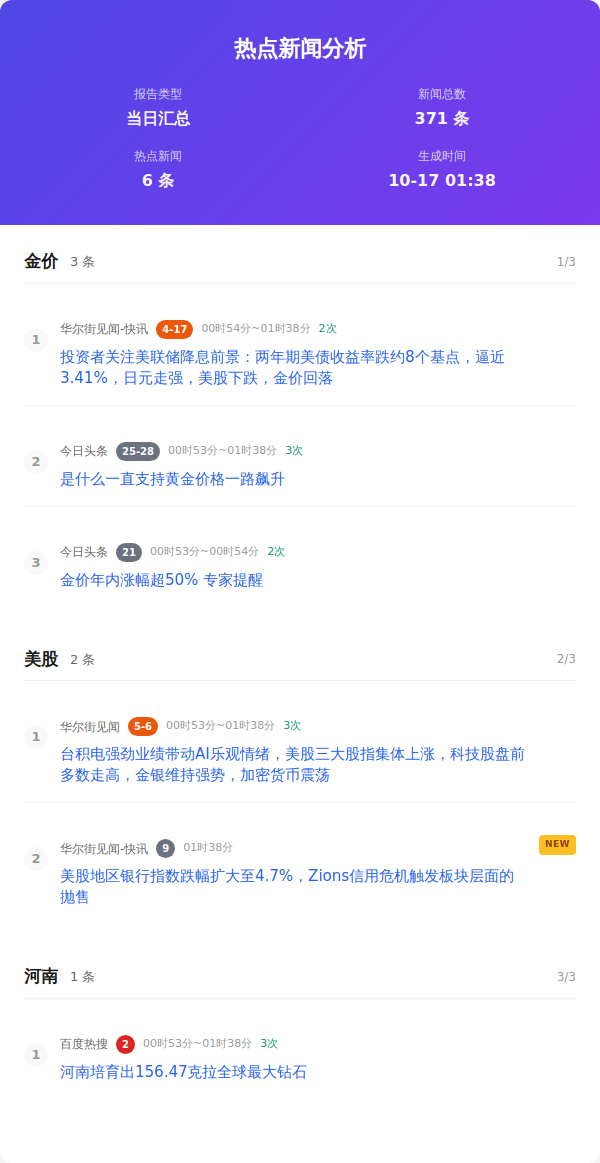 热点新闻分析
报告类型
新闻总数
当日汇总
371 条
热点新闻
生成时间
6 条
10-17 01:38
金价 3 条 1/3
1 华尔街见闻-快讯 4-17 00时54分~01时38分 2次
投资者关注美联储降息前景：两年期美债收益率跌约8个基点，逼近
3.41%，日元走强，美股下跌，金价回落
2 今日头条 25-28 00时53分~01时38分 3次
是什么一直支持黄金价格一路飙升
3 今日头条 21 00时53分~00时54分 2次
金价年内涨幅超50% 专家提醒
美股 2 条 2/3
1 华尔街见闻 5-6 00时53分~01时38分 3次
台积电强劲业绩带动AI乐观情绪，美股三大股指集体上涨，科技股盘前
多数走高，金银维持强势，加密货币震荡
2 华尔街见闻-快讯 9 01时38分 NEW
美股地区银行指数跌幅扩大至4.7%，Zions信用危机触发板块层面的
抛售
河南 1 条 3/3
1 百度热搜 2 00时53分~01时38分 3次
河南培育出156.47克拉全球最大钻石